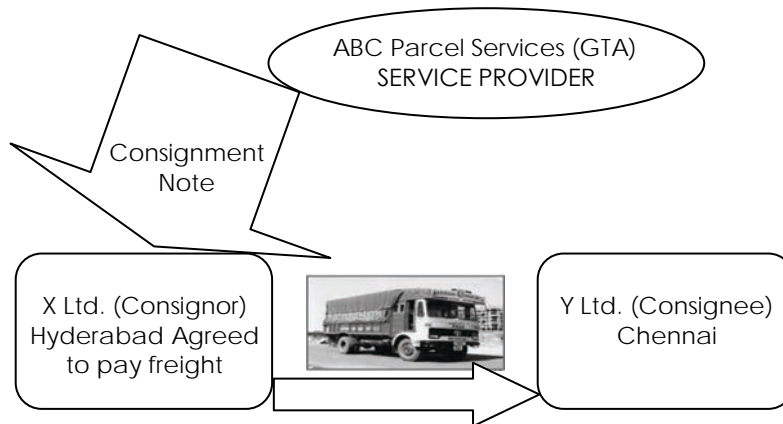 ABC Parcel Services (GTA)
SERVICE PROVIDER
Consignment
Note
X Ltd. (Consignor)
Hyderabad Agreed
to pay freight
Y Ltd. (Consignee)
Chennai